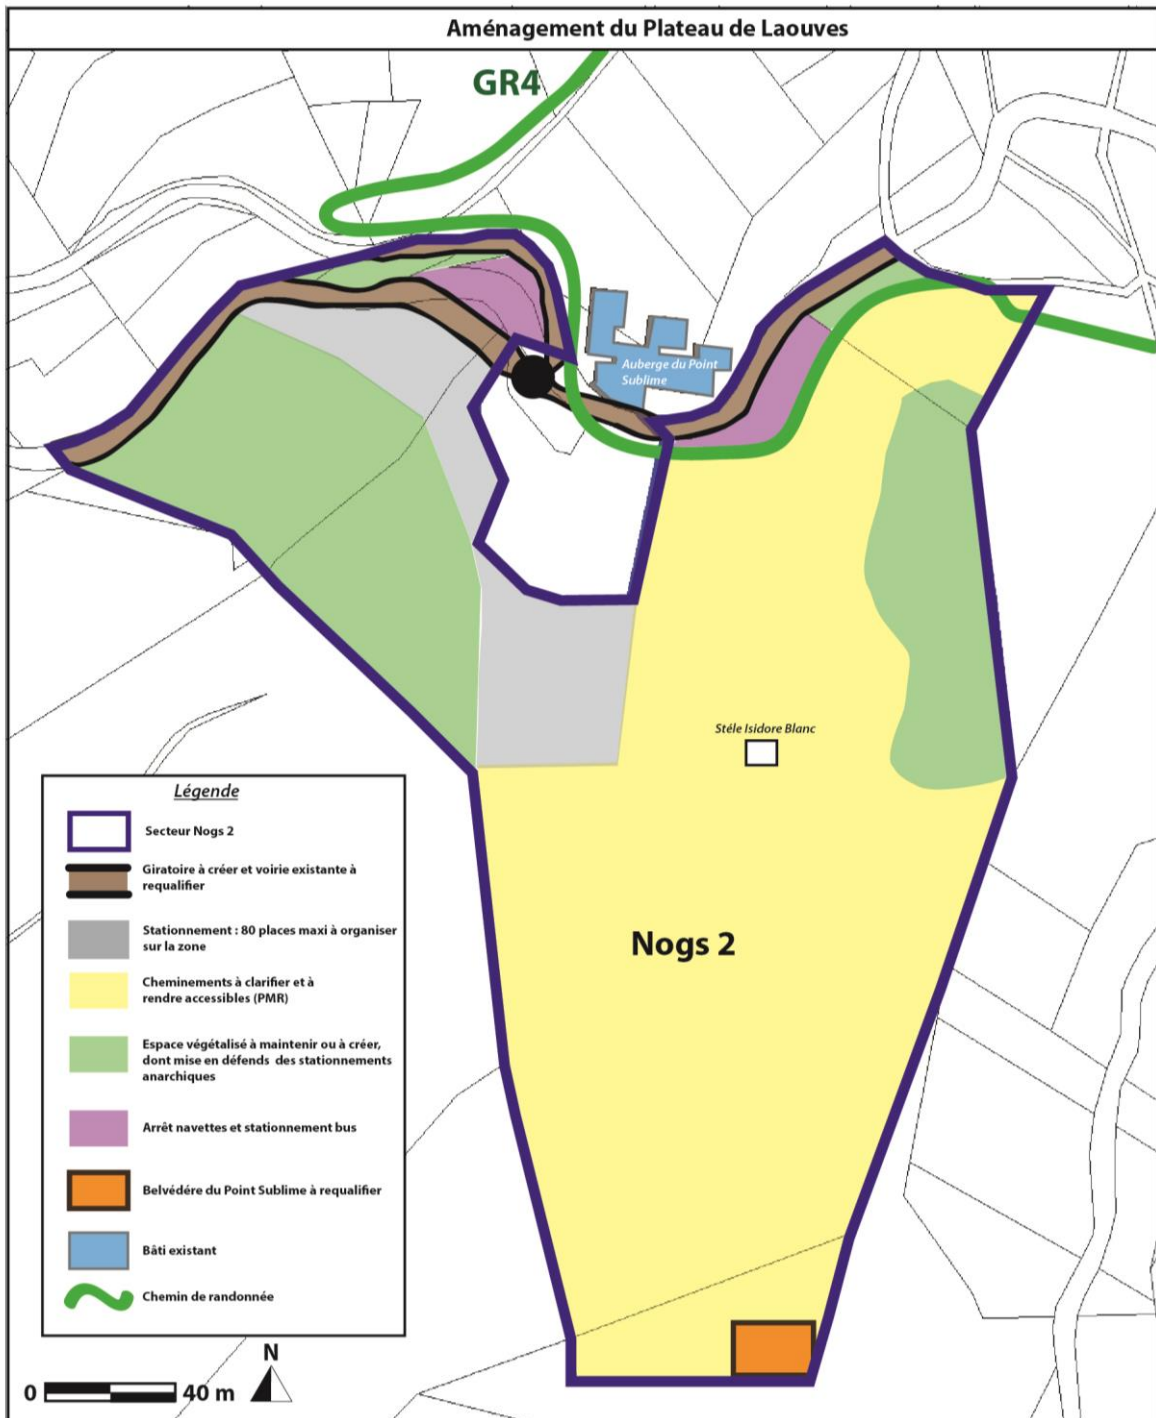 Aménagement du Plateau de Laouves
GR4
Auberge du Point
Sublime
Stéle Isidore Blanc
Nogs 2
Légende
Secteur Nogs 2
Giratoire à créer et voirie existante à
requalifier
Stationnement : 80 places maxi à organiser
sur la zone
Cheminements à clarifier et à
rendre accessibles (PMR)
Espace végétalisé à maintenir ou à créer,
dont mise en défends des stationnements
anarchiques
Arrêt navettes et stationnement bus
Belvédére du Point Sublime à requalifier
Bâti existant
Chemin de randonnée
N
0 40 m